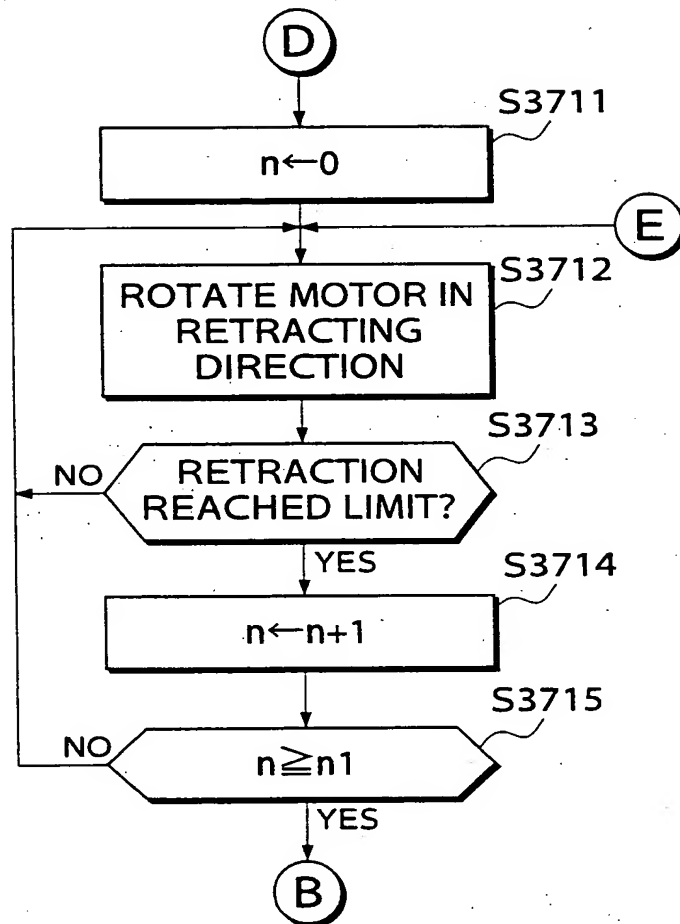 D
S3711
n←0
E
S3712
ROTATE MOTOR IN
RETRACTING
DIRECTION
S3713
NO
RETRACTION
REACHED LIMIT?
YES
S3714
n←n+1
S3715
NO
n≧n1
YES
B